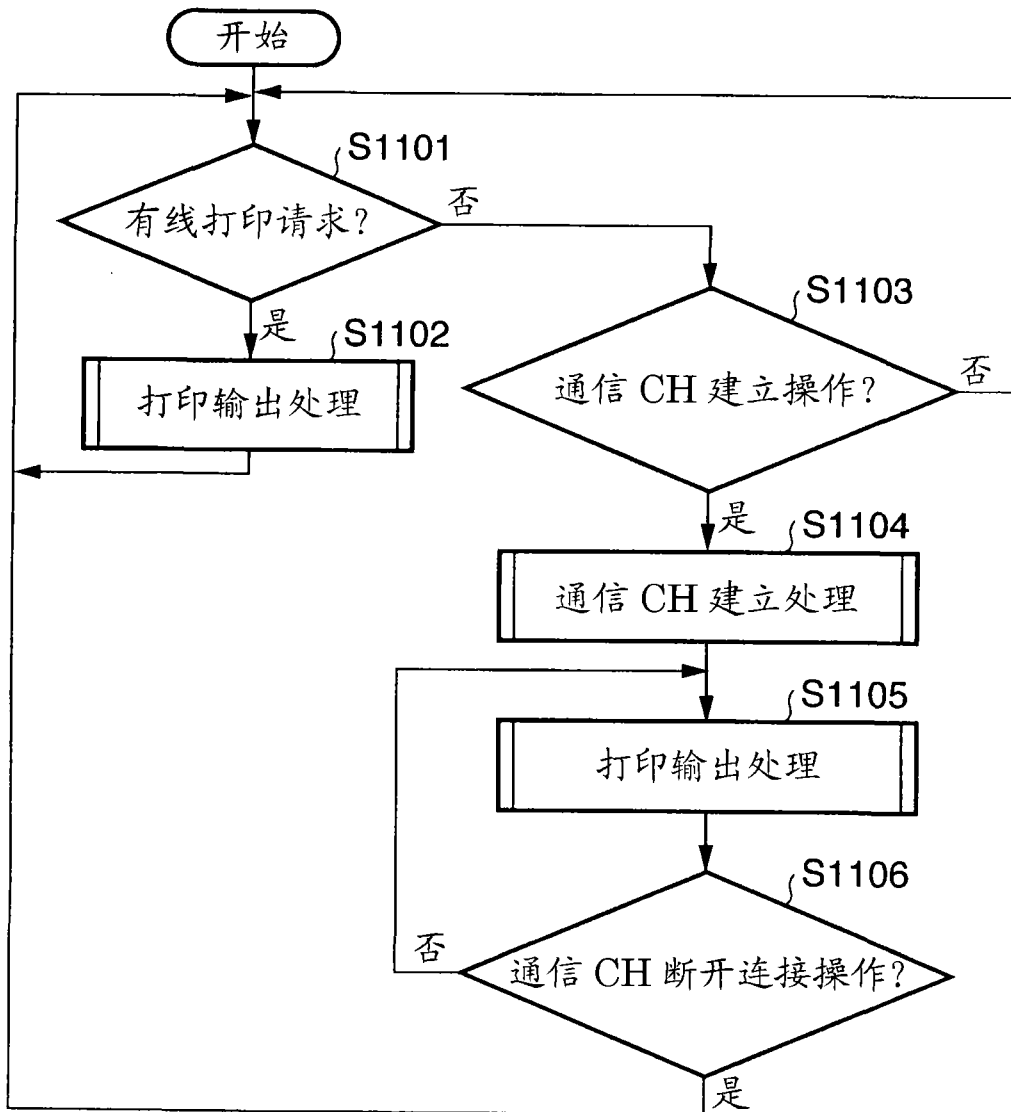 开始
S1101
有线打印请求?
否
是
S1102
打印输出处理
S1103
通信 CH 建立操作?
否
是
S1104
通信 CH 建立处理
S1105
打印输出处理
S1106
通信 CH 断开连接操作?
否
是